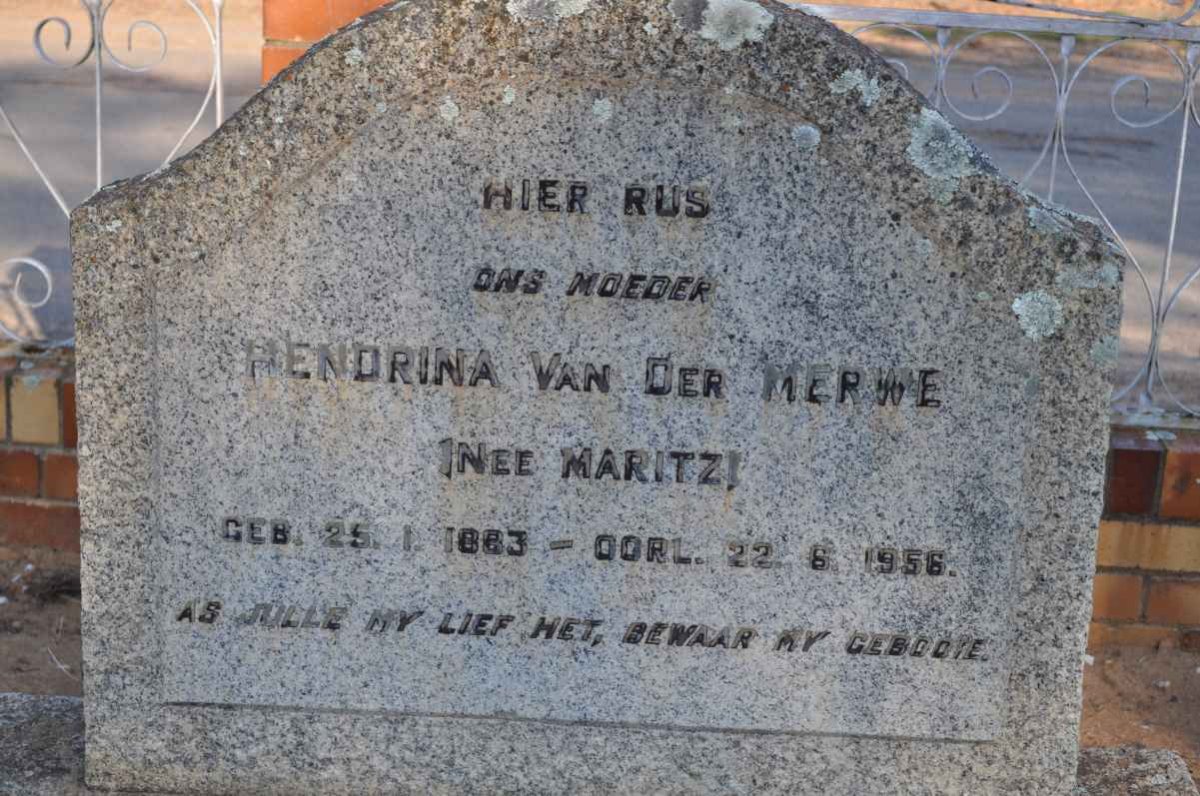 HIER RUS
ONS MOEDER
HENDRINA VAN DER MERWE
(NEE MARITZ)
GEB. 25. 1. 1883 – OORL. 22. 6. 1956.
AS JULLE MY LIEF HET, BEWAAR MY GEBOOIE.